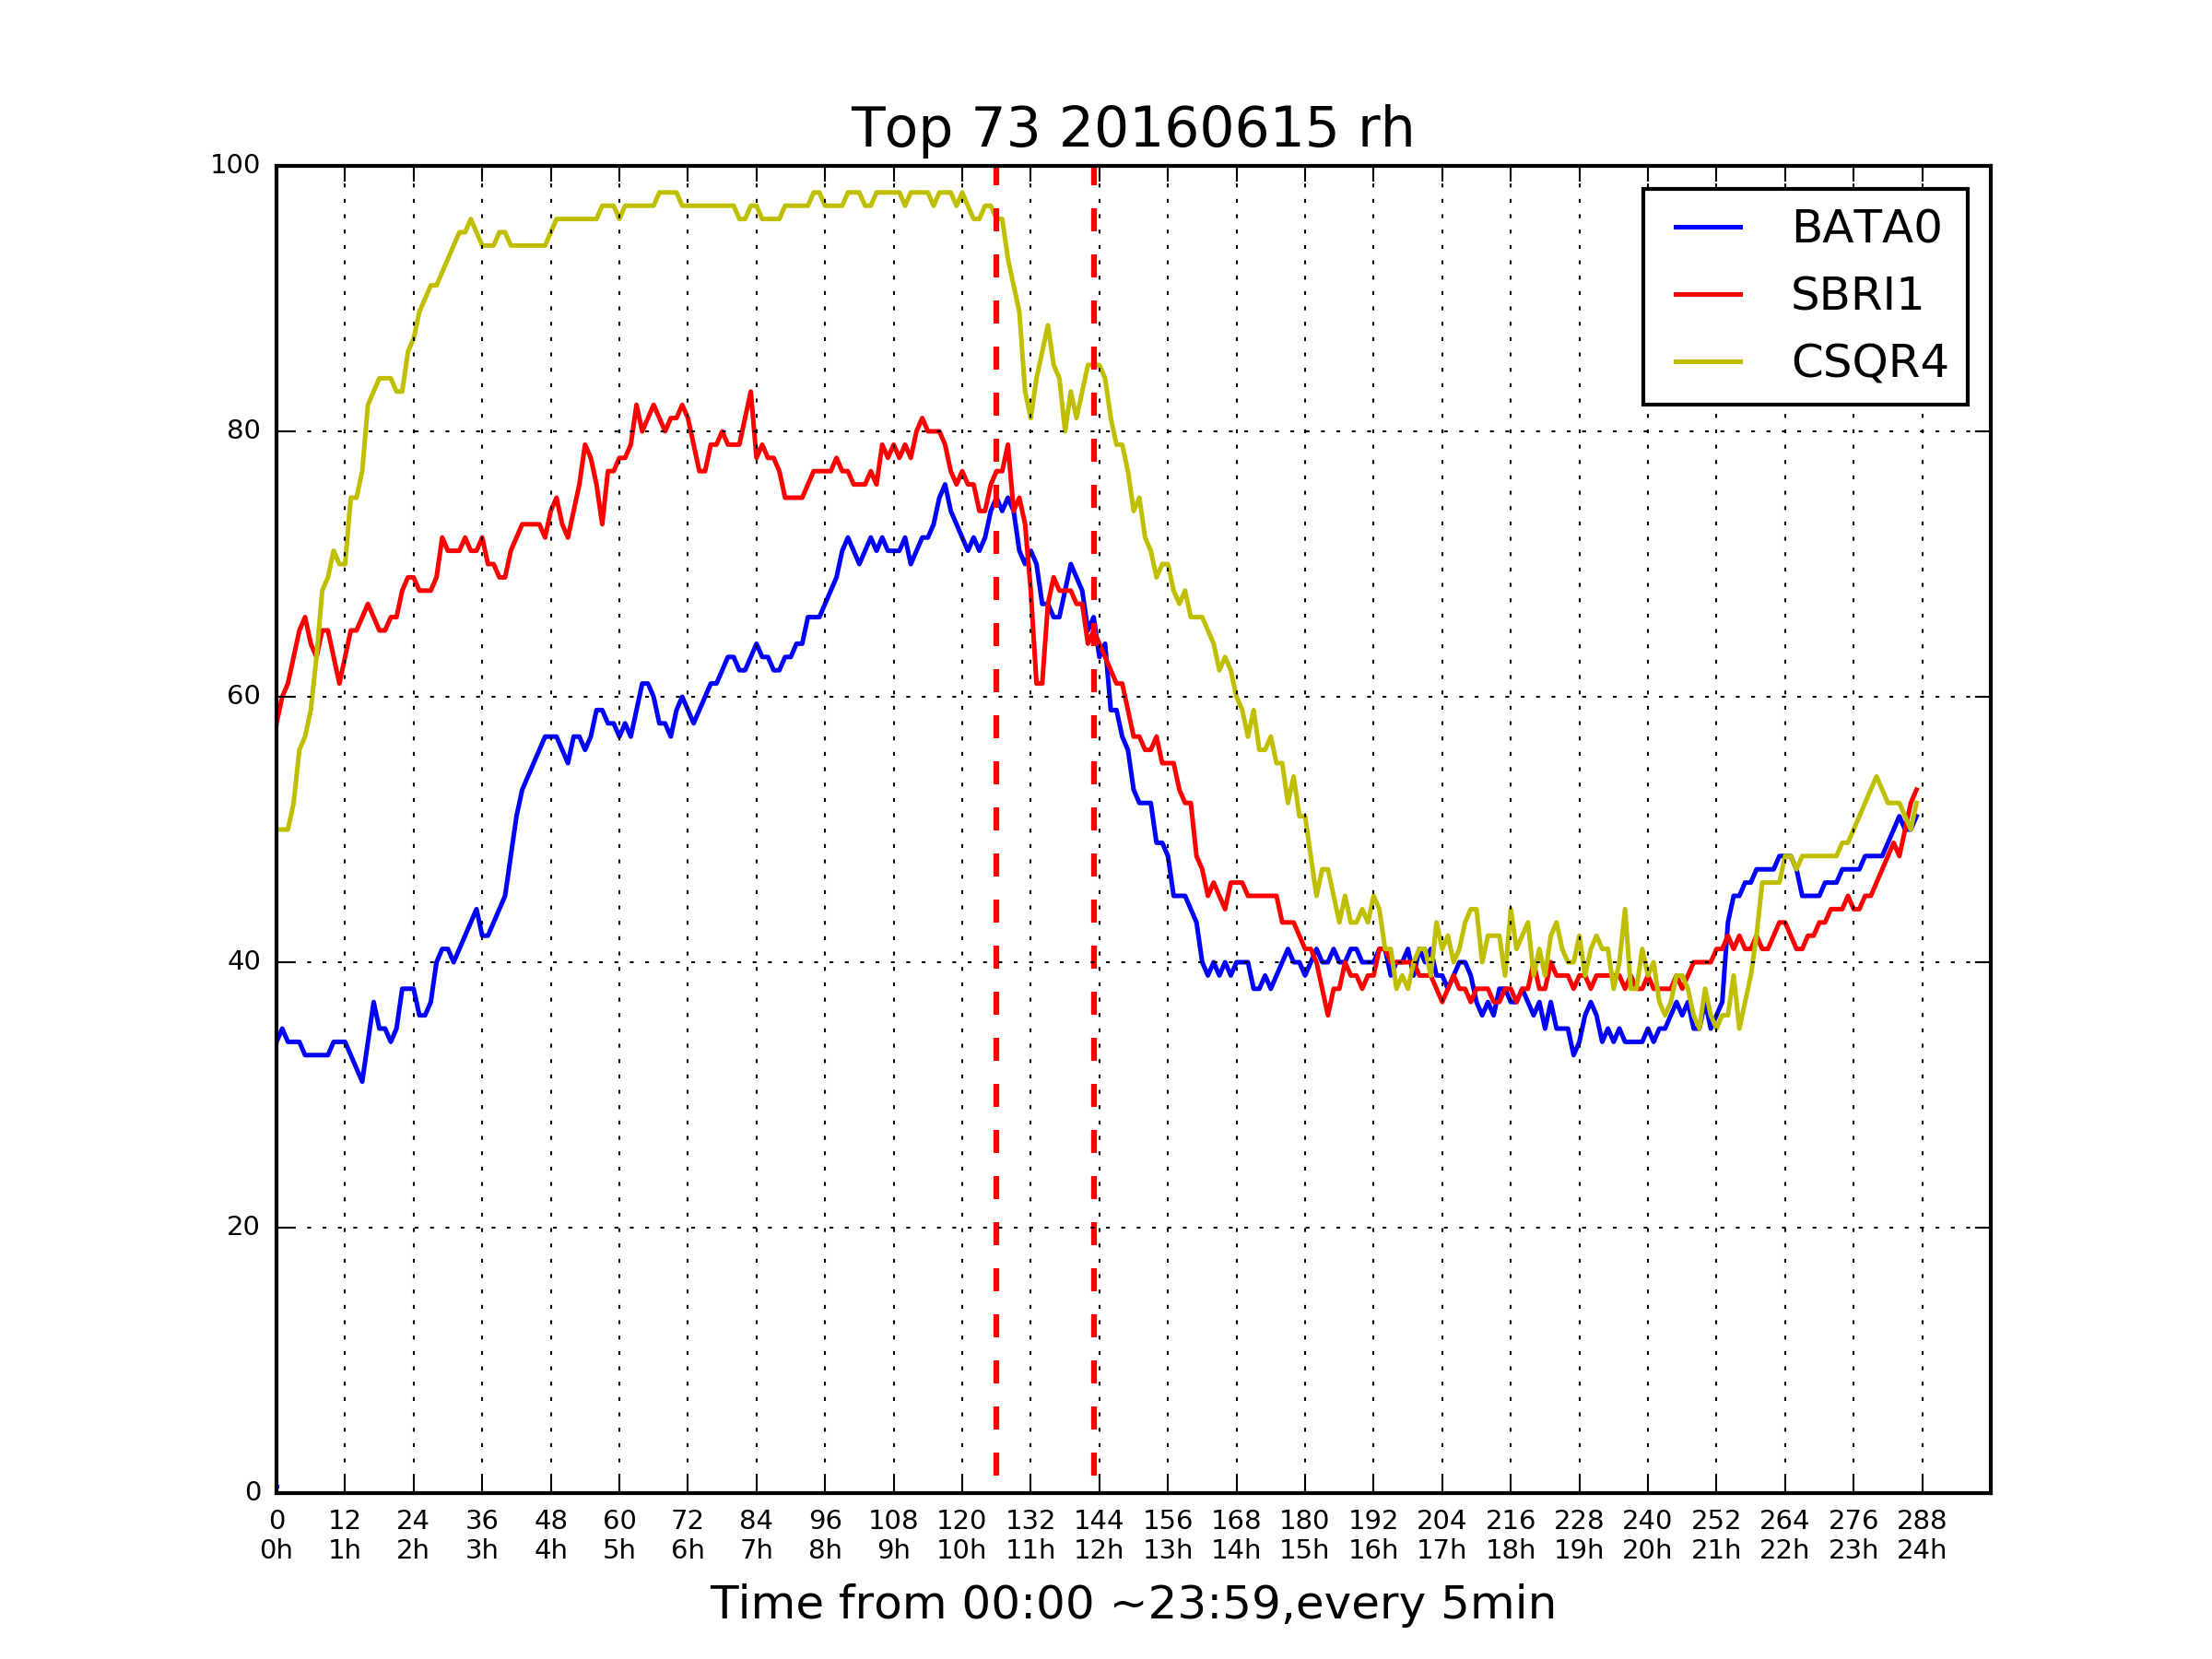 Top 73 20160615 rh
100
80
60
40
20
0
BATA0
SBRI1
CSQR4
0 12 24 36 48 60 72 84 96 108 120 132 144 156 168 180 192 204 216 228 240 252 264 276 288
0h 1h 2h 3h 4h 5h 6h 7h 8h 9h 10h 11h 12h 13h 14h 15h 16h 17h 18h 19h 20h 21h 22h 23h 24h
Time from 00:00 ~23:59,every 5min